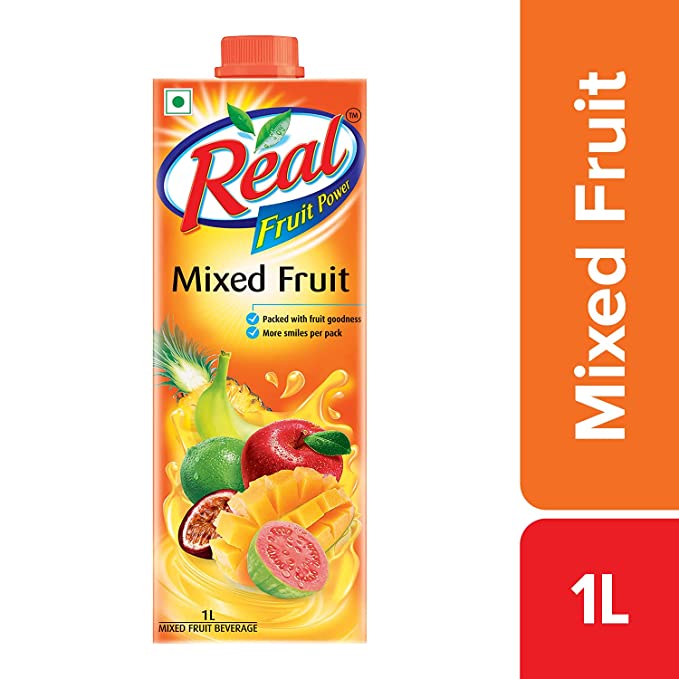 Real
TM
Fruit Power
Mixed Fruit
Packed with fruit goodness
More smiles per pack
1L
MIXED FRUIT BEVERAGE
Mixed Fruit
1L